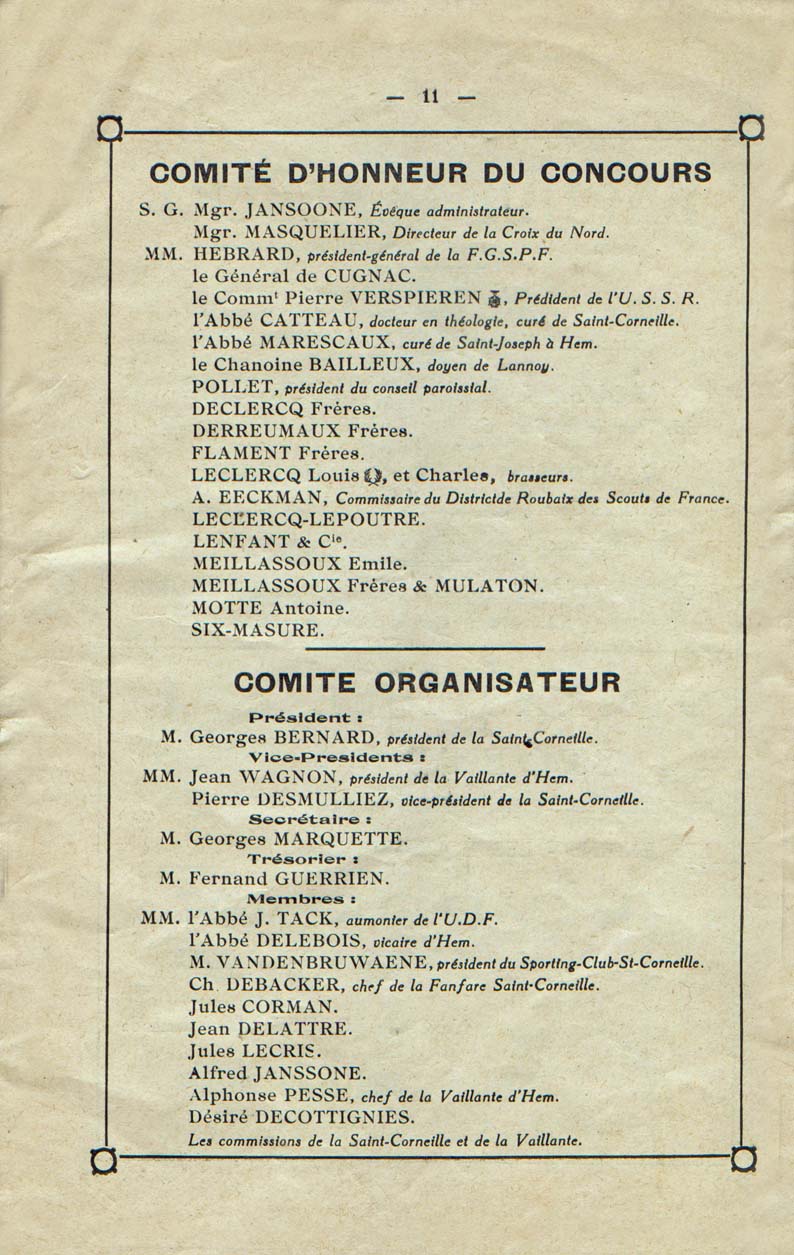 — 11 —
COMITÉ D'HONNEUR DU CONCOURS
S. G. Mgr. JANSOONE, Évêque administrateur.
Mgr. MASQUELIER, Directeur de la Croix du Nord.
MM. HEBRARD, président-général de la F.G.S.P.F.
le Général de CUGNAC.
le Commt Pierre VERSPIEREN, Prédident de l'U. S. S. R.
l'Abbé CATTEAU, docteur en théologie, curé de Saint-Corneille.
l'Abbé MARESCAUX, curé de Saint-Joseph à Hem.
le Chanoine BAILLEUX, doyen de Lannoy.
POLLET, président du conseil paroissial.
DECLERCQ Fréres.
DERREUMAUX Fréres.
FLAMENT Fréres.
LECLERCQ Louis, et Charles, brasseurs.
A. EECKMAN, Commissaire du Districtde Roubaix des Scouts de France.
LECLERCQ-LEPOUTRE.
LENFANT & Cie.
MEILLASSOUX Emile.
MEILLASSOUX Fréres & MULATON.
MOTTE Antoine.
SIX-MASURE.
COMITE ORGANISATEUR
Président :
M. Georges BERNARD, président de la Saint-Corneille.
Vice-Presidents :
MM. Jean WAGNON, président de la Vaillante d'Hem.
Pierre DESMULLIEZ, vice-président de la Saint-Corneille.
Secrétaire :
M. Georges MARQUETTE.
Trésorier :
M. Fernand GUERRIEN.
Membres :
MM. l'Abbé J. TACK, aumonier de l'U.D.F.
l'Abbé DELEBOIS, vicaire d'Hem.
M. VANDENBRUWAENE, président du Sporting-Club-St-Corneille.
Ch DEBACKER, chef de la Fanfare Saint-Corneille.
Jules CORMAN.
Jean DELATTRE.
Jules LECRIS.
Alfred JANSSONE.
Alphonse PESSE, chef de la Vaillante d'Hem.
Désiré DECOTTIGNIES.
Les commissions de la Saint-Corneille et de la Vaillante.